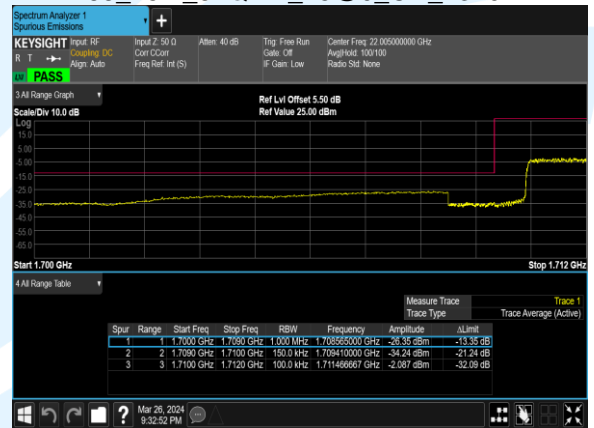 Spectrum Analyzer 1
Spurious Emissions
KEYSIGHT Input: RF Input Z: 50 Ω Atten: 40 dB Trig: Free Run Center Freq: 22.005000000 GHz
R T Coupling: DC Corr CCorr Gate: Off Avg|Hold: 100/100
Align: Auto Freq Ref: Int (S) IF Gain: Low Radio Std: None
LV PASS
3 All Range Graph
Ref Lvl Offset 5.50 dB
Scale/Div 10.0 dB Ref Value 25.00 dBm
Log
15.0
5.00
-5.00
-15.0
-25.0
-35.0
-45.0
-55.0
-65.0
Start 1.700 GHz Stop 1.712 GHz
4 All Range Table
Measure Trace Trace 1
Trace Type Trace Average (Active)
Spur Range Start Freq Stop Freq RBW Frequency Amplitude ΔLimit
1 1 1.7000 GHz 1.7090 GHz 1.000 MHz 1.708565000 GHz -26.35 dBm -13.35 dB
2 2 1.7090 GHz 1.7100 GHz 150.0 kHz 1.709410000 GHz -34.24 dBm -21.24 dB
3 3 1.7100 GHz 1.7120 GHz 100.0 kHz 1.711466667 GHz -2.087 dBm -32.09 dB
Mar 26, 2024
9:32:52 PM